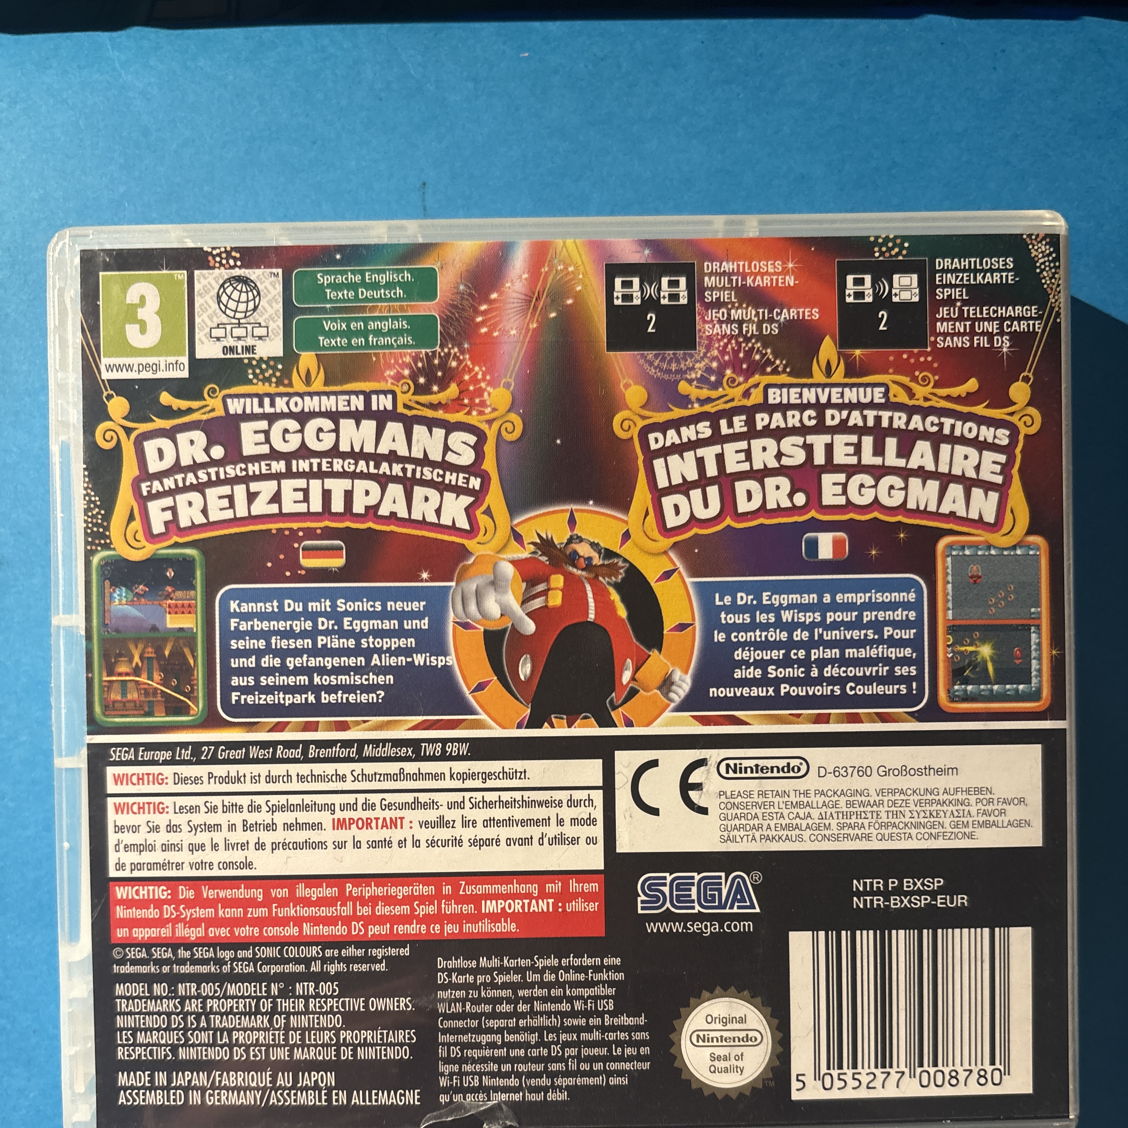 3
www.pegi.info
ONLINE
Sprache Englisch.
Texte Deutsch.
Voix en anglais.
Texte en français.
2
DRAHTLOSES
MULTI-KARTEN-
SPIEL
JEU MULTI-CARTES
SANS FIL DS
2
DRAHTLOSES
EINZELKARTE-
SPIEL
JEU TELECHARGE-
MENT UNE CARTE
SANS FIL DS
WILLKOMMEN IN
DR. EGGMANS
FANTASTISCHEM INTERGALAKTISCHEN
FREIZEITPARK
BIENVENUE
DANS LE PARC D'ATTRACTIONS
INTERSTELLAIRE
DU DR. EGGMAN
Kannst Du mit Sonics neuer
Farbenergie Dr. Eggman und
seine fiesen Pläne stoppen
und die gefangenen Alien-Wisps
aus seinem kosmischen
Freizeitpark befreien?
Le Dr. Eggman a emprisonné
tous les Wisps pour prendre
le contrôle de l'univers. Pour
déjouer ce plan maléfique,
aide Sonic à découvrir ses
nouveaux Pouvoirs Couleurs !
SEGA Europe Ltd., 27 Great West Road, Brentford, Middlesex, TW8 9BW.
WICHTIG: Dieses Produkt ist durch technische Schutzmaßnahmen kopiergeschützt.
WICHTIG: Lesen Sie bitte die Spielanleitung und die Gesundheits- und Sicherheitshinweise durch,
bevor Sie das System in Betrieb nehmen. IMPORTANT : veuillez lire attentivement le mode
d'emploi ainsi que le livret de précautions sur la santé et la sécurité séparé avant d'utiliser ou
de paramétrer votre console.
WICHTIG: Die Verwendung von illegalen Peripheriegeräten in Zusammenhang mit Ihrem
Nintendo DS-System kann zum Funktionsausfall bei diesem Spiel führen. IMPORTANT : utiliser
un appareil illégal avec votre console Nintendo DS peut rendre ce jeu inutilisable.
© SEGA. SEGA, the SEGA logo and SONIC COLOURS are either registered
trademarks or trademarks of SEGA Corporation. All rights reserved.
MODEL NO.: NTR-005/MODELE N° : NTR-005
TRADEMARKS ARE PROPERTY OF THEIR RESPECTIVE OWNERS.
NINTENDO DS IS A TRADEMARK OF NINTENDO.
LES MARQUES SONT LA PROPRIÉTÉ DE LEURS PROPRIÉTAIRES
RESPECTIFS. NINTENDO DS EST UNE MARQUE DE NINTENDO.
MADE IN JAPAN/FABRIQUÉ AU JAPON
ASSEMBLED IN GERMANY/ASSEMBLÉ EN ALLEMAGNE
Drahtlose Multi-Karten-Spiele erfordern eine
DS-Karte pro Spieler. Um die Online-Funktion
nutzen zu können, werden ein kompatibler
WLAN-Router oder der Nintendo Wi-Fi USB
Connector (separat erhältlich) sowie ein Breitband-
Internetzugang benötigt. Les jeux multi-cartes sans
fil DS requièrent une carte DS par joueur. Le jeu en
ligne nécessite un routeur sans fil ou un connecteur
Wi-Fi USB Nintendo (vendu séparément) ainsi
qu'un accès Internet haut débit.
CE
Nintendo®
D-63760 Großostheim
PLEASE RETAIN THE PACKAGING. VERPACKUNG AUFHEBEN.
CONSERVER L'EMBALLAGE. BEWAAR DEZE VERPAKKING. POR FAVOR,
GUARDA ESTA CAJA. ΔΙΑΤΗΡΗΣΤΕ ΤΗΝ ΣΥΣΚΕΥΑΣΙΑ. FAVOR
GUARDAR A EMBALAGEM. SPARA FÖRPACKNINGEN. GEM EMBALLAGEN.
SÄILYTÄ PAKKAUS. CONSERVARE QUESTA CONFEZIONE.
SEGA®
www.sega.com
NTR P BXSP
NTR-BXSP-EUR
Original
Nintendo
Seal of
Quality
5 055277 008780